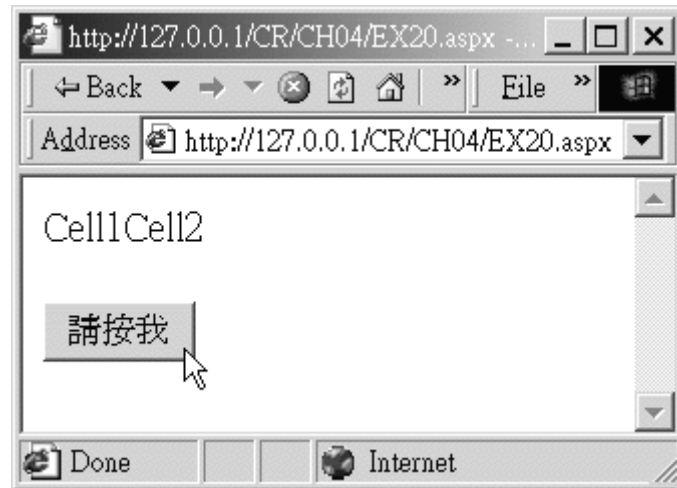 http://127.0.0.1/CR/CH04/EX20.aspx -...
Back » File »
Address http://127.0.0.1/CR/CH04/EX20.aspx
Cell1Cell2
請按我
Done Internet